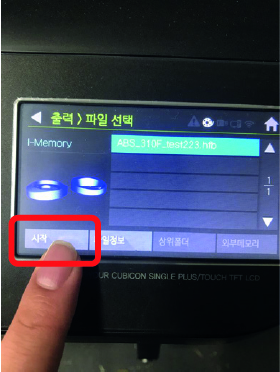 출력 > 파일 선택
I-Memory
ABS_310F_test223.hfb
1
1
시작
일정보
상위폴더
외부메모리
UR CUBICON SINGLE PLUS/TOUCH TFT LCD